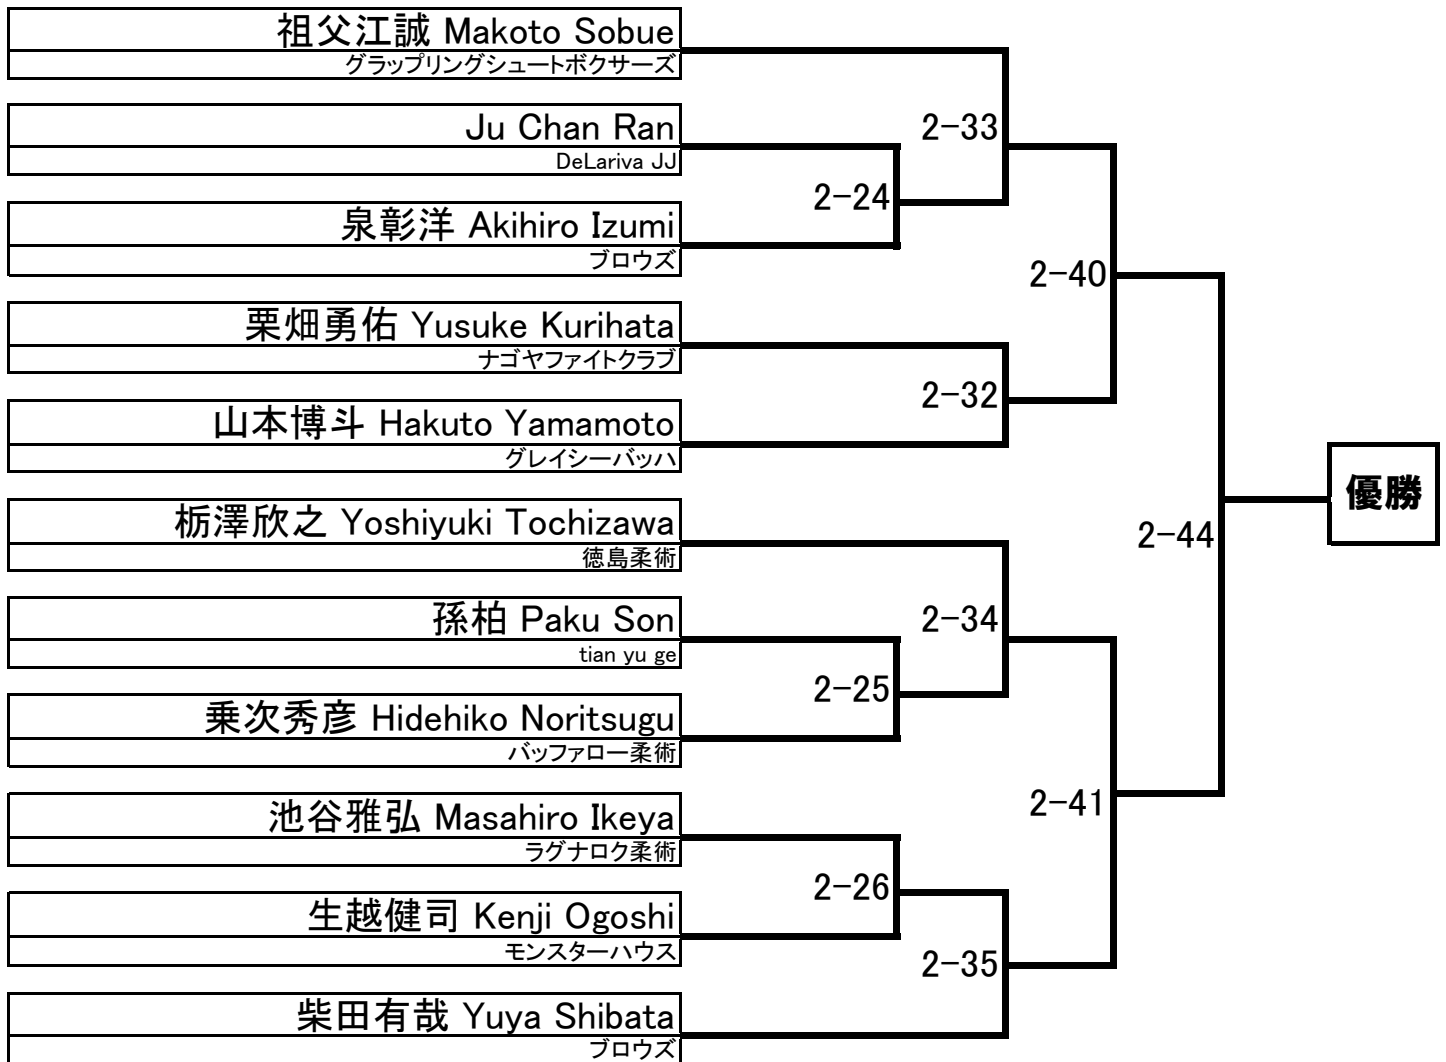 祖父江誠 Makoto Sobue
グラップリングシュートボクサーズ
2-33
Ju Chan Ran
DeLariva JJ
2-24
泉彰洋 Akihiro Izumi
ブロウズ
2-40
栗畑勇佑 Yusuke Kurihata
ナゴヤファイトクラブ
2-32
山本博斗 Hakuto Yamamoto
グレイシーバッハ
優勝
栃澤欣之 Yoshiyuki Tochizawa
徳島柔術
2-44
孫柏 Paku Son
tian yu ge
2-34
2-25
乗次秀彦 Hidehiko Noritsugu
バッファロー柔術
池谷雅弘 Masahiro Ikeya
ラグナロク柔術
2-41
2-26
生越健司 Kenji Ogoshi
モンスターハウス
2-35
柴田有哉 Yuya Shibata
ブロウズ